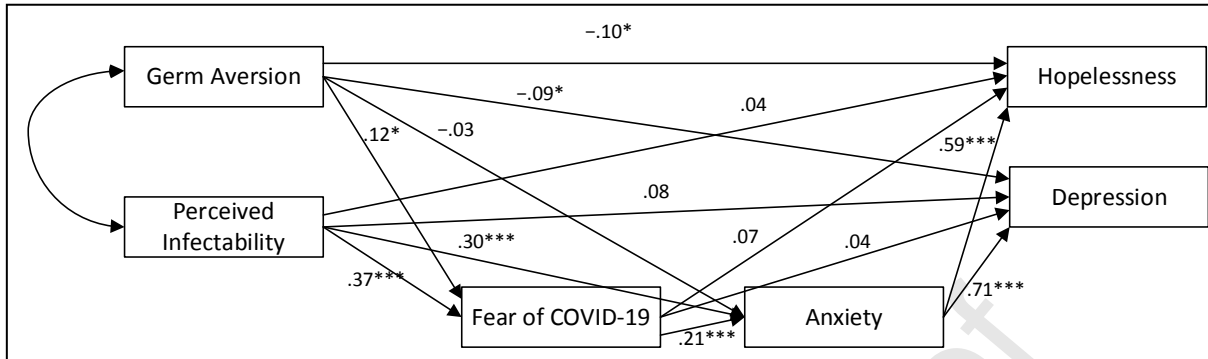 −.10*
Germ Aversion
Hopelessness
−.09*
.04
.12*
−.03
.59***
Perceived
Infectability
.08
Depression
.30***
.07
.04
.37***
Fear of COVID-19
Anxiety
.71***
.21***